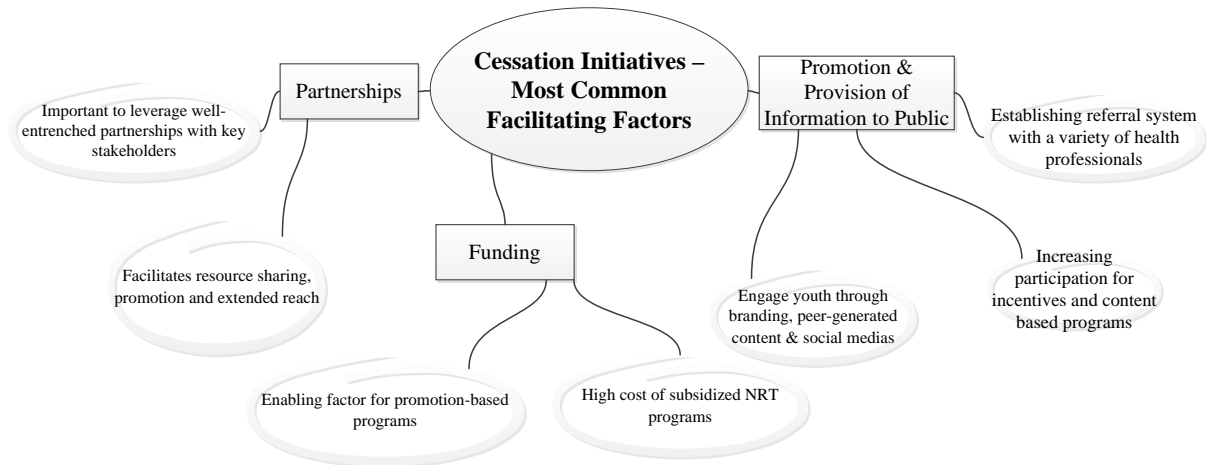 Cessation Initiatives –
Most Common
Facilitating Factors
Partnerships
Important to leverage well-
entrenched partnerships with key
stakeholders
Facilitates resource sharing,
promotion and extended reach
Funding
Enabling factor for promotion-based
programs
High cost of subsidized NRT
programs
Promotion &
Provision of
Information to Public
Engage youth through
branding, peer-generated
content & social medias
Increasing
participation for
incentives and content
based programs
Establishing referral system
with a variety of health
professionals